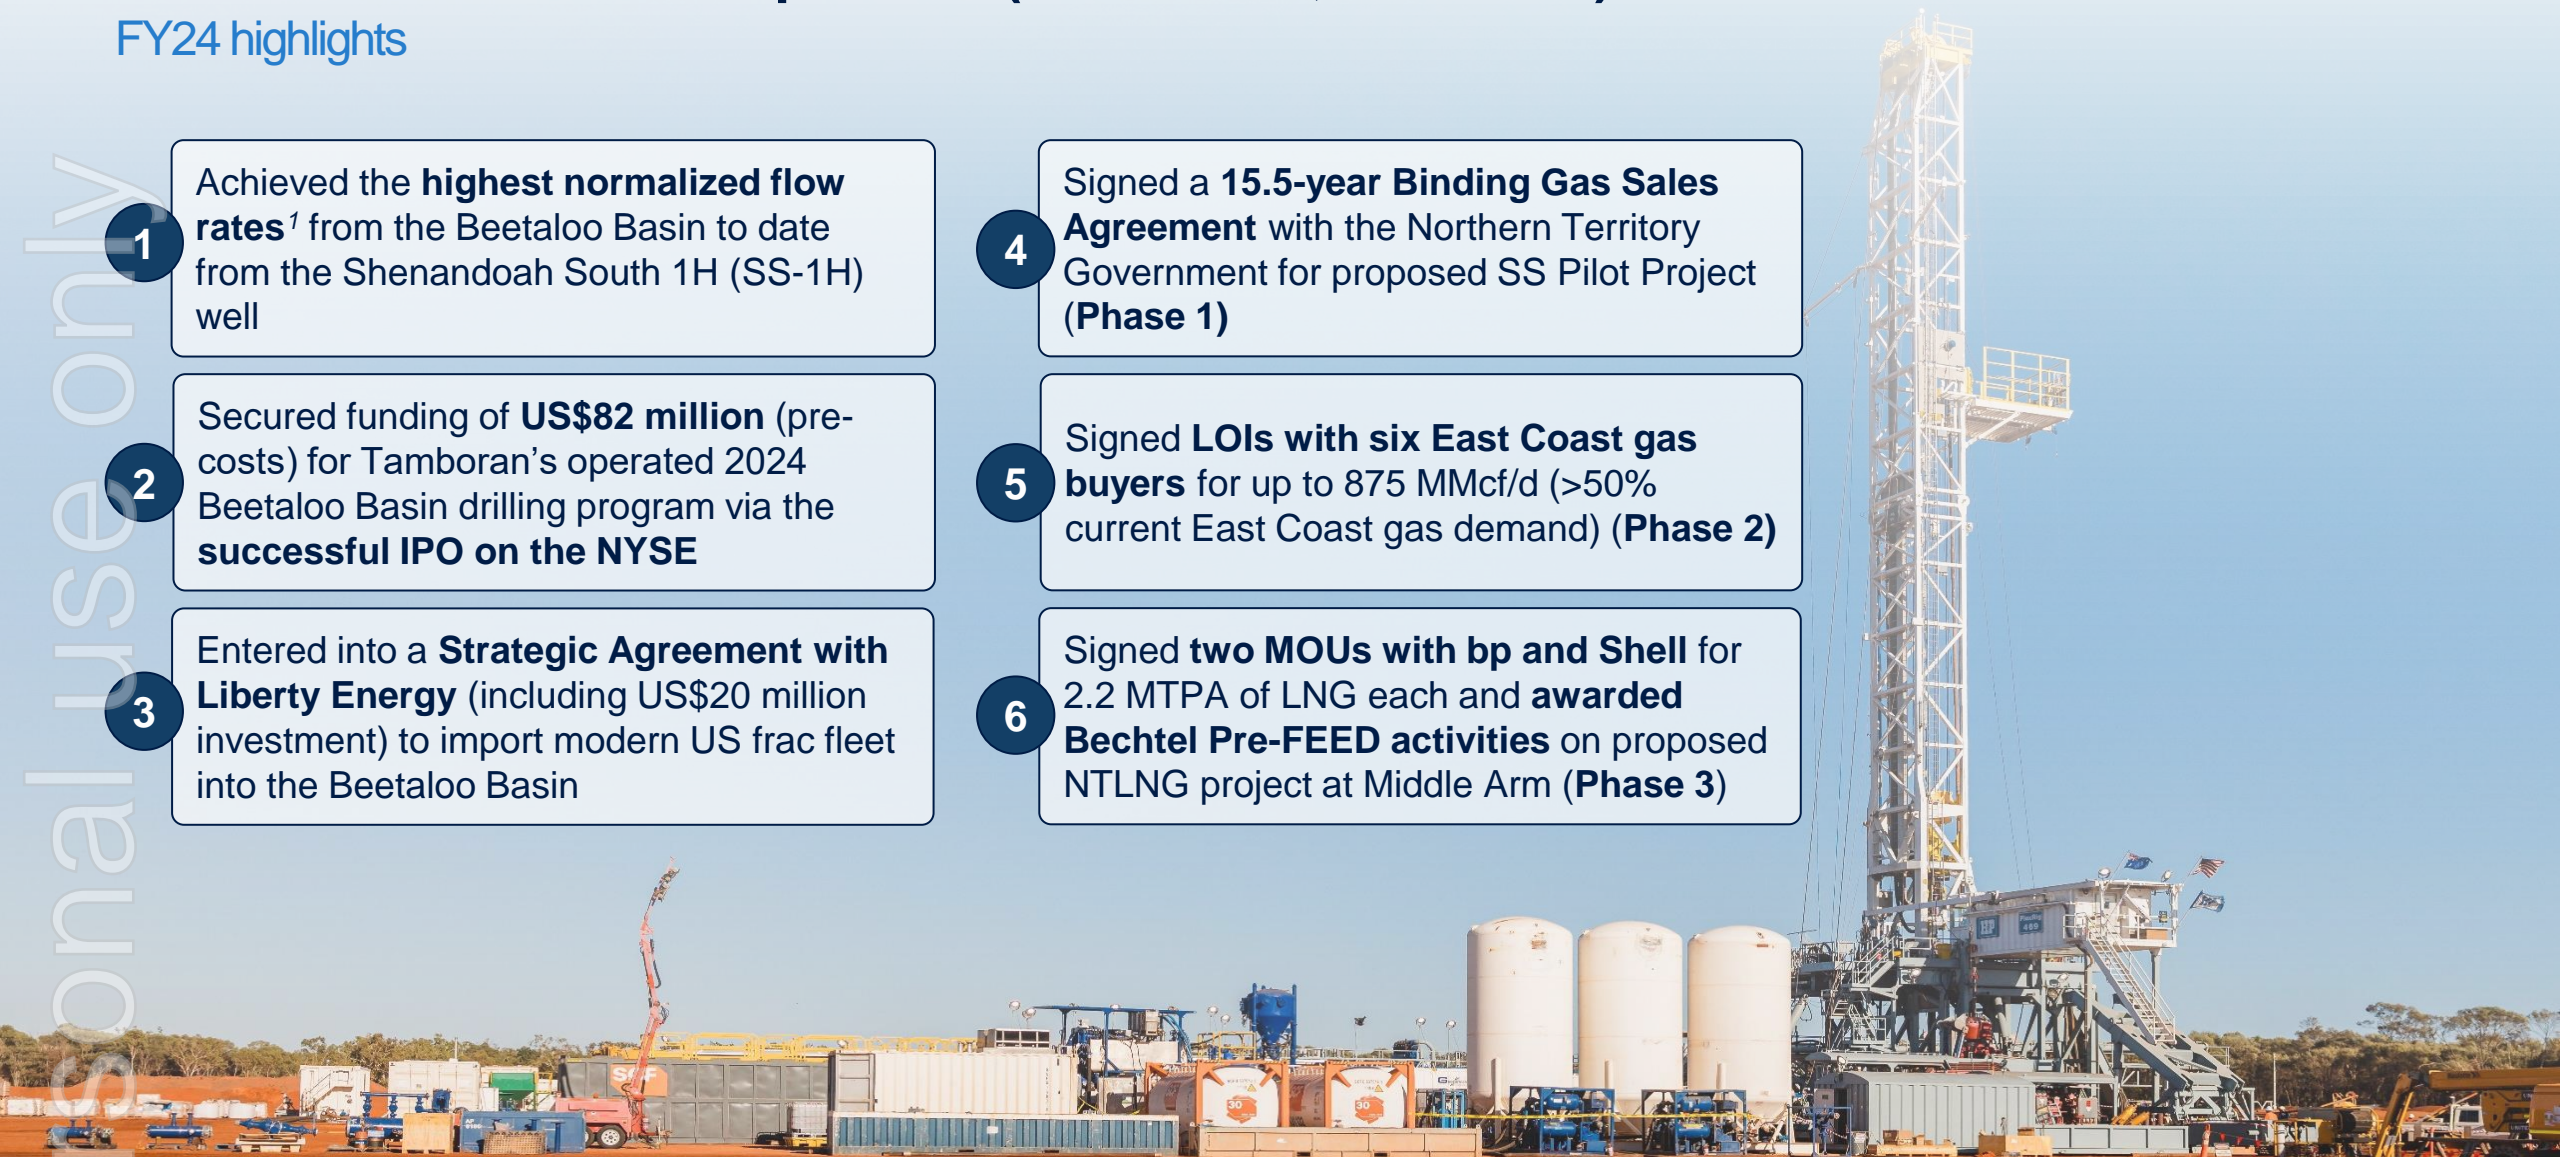 FY24 highlights
1
Achieved the highest normalized flow
rates1 from the Beetaloo Basin to date
from the Shenandoah South 1H (SS-1H)
well
2
Secured funding of US$82 million (pre-
costs) for Tamboran’s operated 2024
Beetaloo Basin drilling program via the
successful IPO on the NYSE
3
Entered into a Strategic Agreement with
Liberty Energy (including US$20 million
investment) to import modern US frac fleet
into the Beetaloo Basin
4
Signed a 15.5-year Binding Gas Sales
Agreement with the Northern Territory
Government for proposed SS Pilot Project
(Phase 1)
5
Signed LOIs with six East Coast gas
buyers for up to 875 MMcf/d (>50%
current East Coast gas demand) (Phase 2)
6
Signed two MOUs with bp and Shell for
2.2 MTPA of LNG each and awarded
Bechtel Pre-FEED activities on proposed
NTLNG project at Middle Arm (Phase 3)
sonal use only
HP
469
30
30